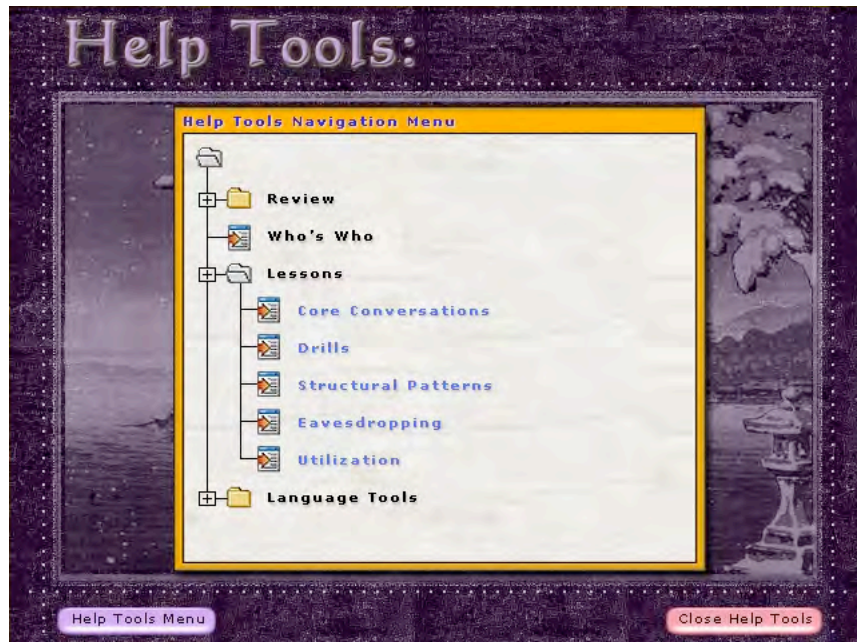 Help Tools:
Help Tools Navigation Menu
Review
Who's Who
Lessons
Core Conversations
Drills
Structural Patterns
Eavesdropping
Utilization
Language Tools
Help Tools Menu
Close Help Tools